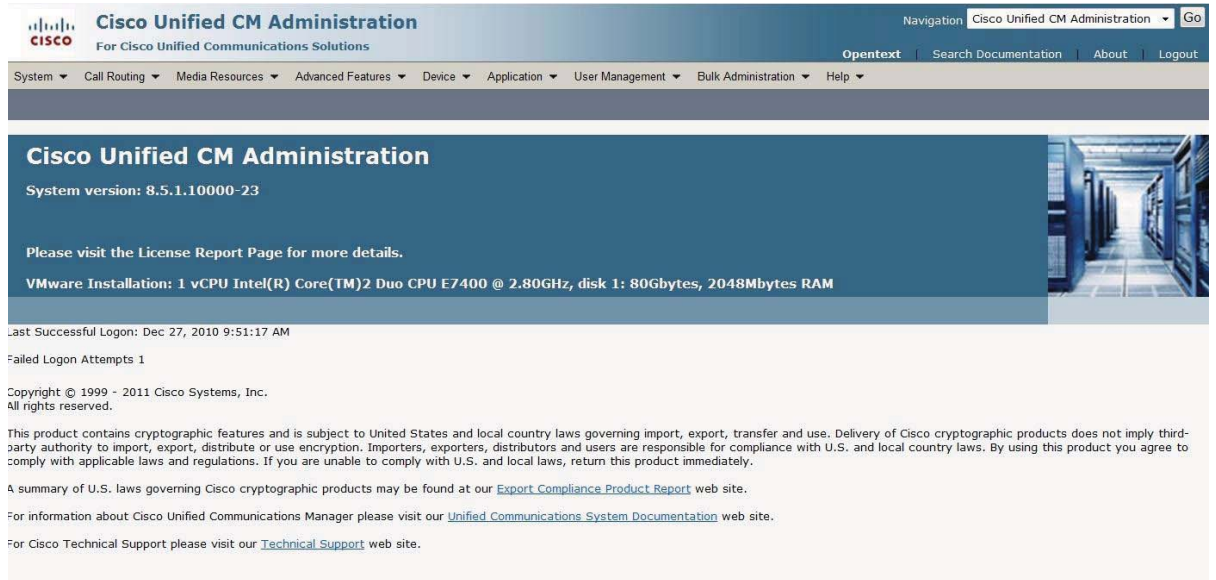 Cisco Unified CM Administration
CISCO
For Cisco Unified Communications Solutions
Navigation Cisco Unified CM Administration Go
Opentext | Search Documentation | About | Logout
System Call Routing Media Resources Advanced Features Device Application User Management Bulk Administration Help
Cisco Unified CM Administration
System version: 8.5.1.10000-23
Please visit the License Report Page for more details.
VMware Installation: 1 vCPU Intel(R) Core(TM)2 Duo CPU E7400 @ 2.80GHz, disk 1: 80Gbytes, 2048Mbytes RAM
Last Successful Logon: Dec 27, 2010 9:51:17 AM
Failed Logon Attempts 1
Copyright © 1999 - 2011 Cisco Systems, Inc.
All rights reserved.
This product contains cryptographic features and is subject to United States and local country laws governing import, export, transfer and use. Delivery of Cisco cryptographic products does not imply third-
party authority to import, export, distribute or use encryption. Importers, exporters, distributors and users are responsible for compliance with U.S. and local country laws. By using this product you agree to
comply with applicable laws and regulations. If you are unable to comply with U.S. and local laws, return this product immediately.
A summary of U.S. laws governing Cisco cryptographic products may be found at our Export Compliance Product Report web site.
For information about Cisco Unified Communications Manager please visit our Unified Communications System Documentation web site.
For Cisco Technical Support please visit our Technical Support web site.